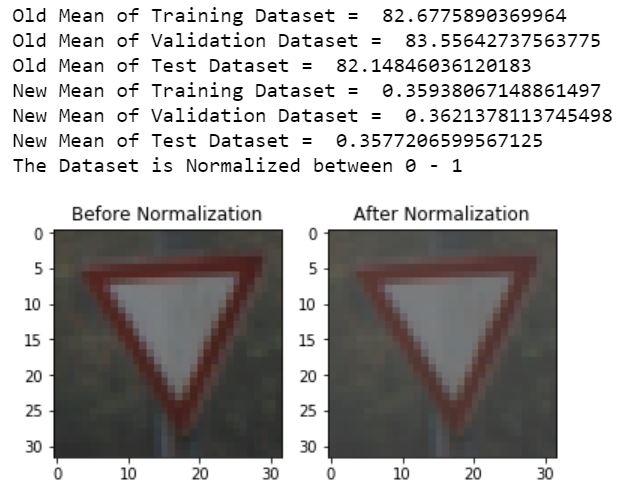 Old Mean of Training Dataset =  82.6775890369964
Old Mean of Validation Dataset =  83.55642737563775
Old Mean of Test Dataset =  82.14846036120183
New Mean of Training Dataset =  0.35938067148861497
New Mean of Validation Dataset =  0.3621378113745498
New Mean of Test Dataset =  0.3577206599567125
The Dataset is Normalized between 0 - 1
Before Normalization After Normalization
0 0
5 5
10 10
15 15
20 20
25 25
30 30
0 10 20 30 0 10 20 30